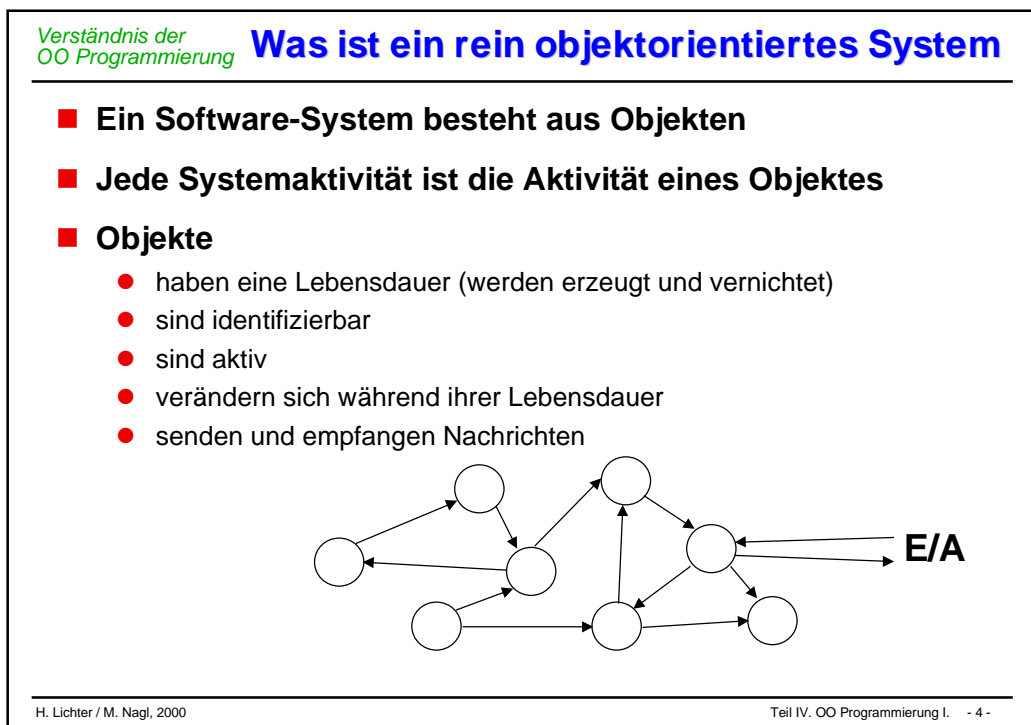 Verständnis der
OO Programmierung
Was ist ein rein objektorientiertes System
Ein Software-System besteht aus Objekten
Jede Systemaktivität ist die Aktivität eines Objektes
Objekte
haben eine Lebensdauer (werden erzeugt und vernichtet)
sind identifizierbar
sind aktiv
verändern sich während ihrer Lebensdauer
senden und empfangen Nachrichten
E/A
H. Lichter / M. Nagl, 2000
Teil IV. OO Programmierung I. - 4 -